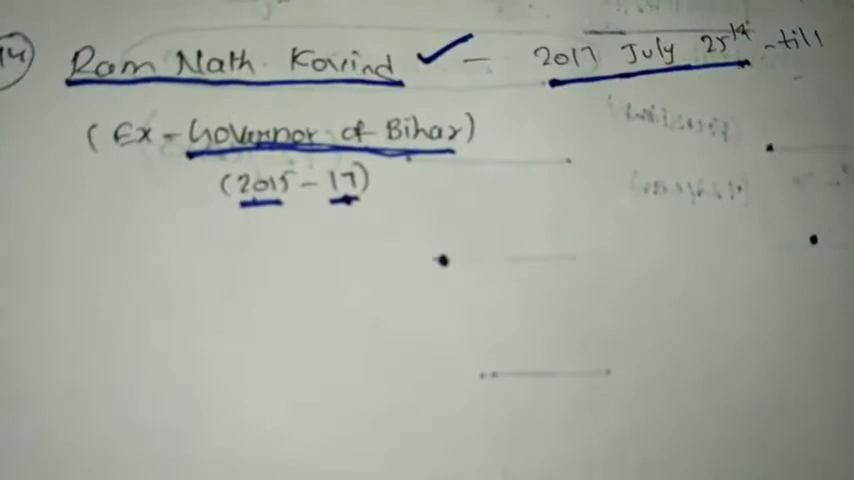 14) Ram Nath Kovind ✓ – 2017 July 25th - till
(Ex - Governor of Bihar)
(2015 - 17)